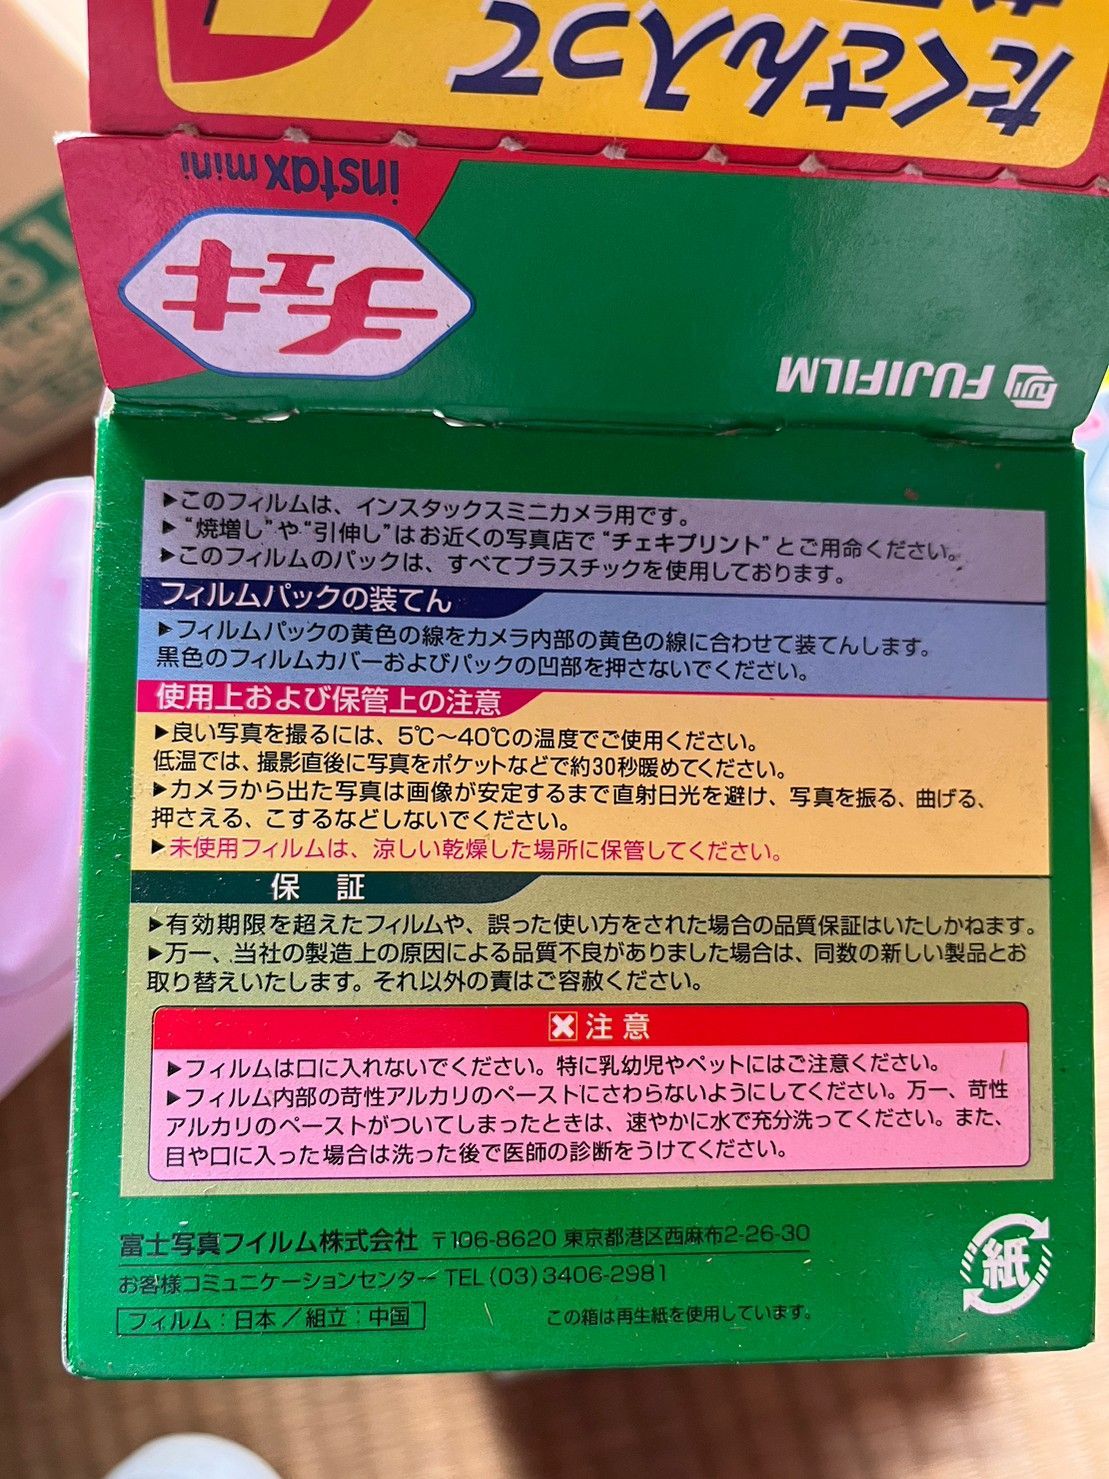 たくさん入って
instax mini
チェキ
FUJIFILM
▶このフィルムは、インスタックスミニカメラ用です。
▶“焼増し”や“引伸し”はお近くの写真店で“チェキプリント”とご用命ください。
▶このフィルムのパックは、すべてプラスチックを使用しております。
フィルムパックの装てん
▶フィルムパックの黄色の線をカメラ内部の黄色の線に合わせて装てんします。
黒色のフィルムカバーおよびパックの凹部を押さないでください。
使用上および保管上の注意
▶良い写真を撮るには、5℃〜40℃の温度でご使用ください。
低温では、撮影直後に写真をポケットなどで約30秒暖めてください。
▶カメラから出た写真は画像が安定するまで直射日光を避け、写真を振る、曲げる、
押さえる、こするなどしないでください。
▶未使用フィルムは、涼しい乾燥した場所に保管してください。
保 証
▶有効期限を超えたフィルムや、誤った使い方をされた場合の品質保証はいたしかねます。
▶万一、当社の製造上の原因による品質不良がありました場合は、同数の新しい製品とお
取り替えいたします。それ以外の責はご容赦ください。
注意
▶フィルムは口に入れないでください。特に乳幼児やペットにはご注意ください。
▶フィルム内部の苛性アルカリのペーストにさわらないようにしてください。万一、苛性
アルカリのペーストがついてしまったときは、速やかに水で充分洗ってください。また、
目や口に入った場合は洗った後で医師の診断をうけてください。
富士写真フイルム株式会社 〒106-8620 東京都港区西麻布2-26-30
お客様コミュニケーションセンター TEL(03)3406-2981
フィルム:日本/組立:中国
この箱は再生紙を使用しています。
紙